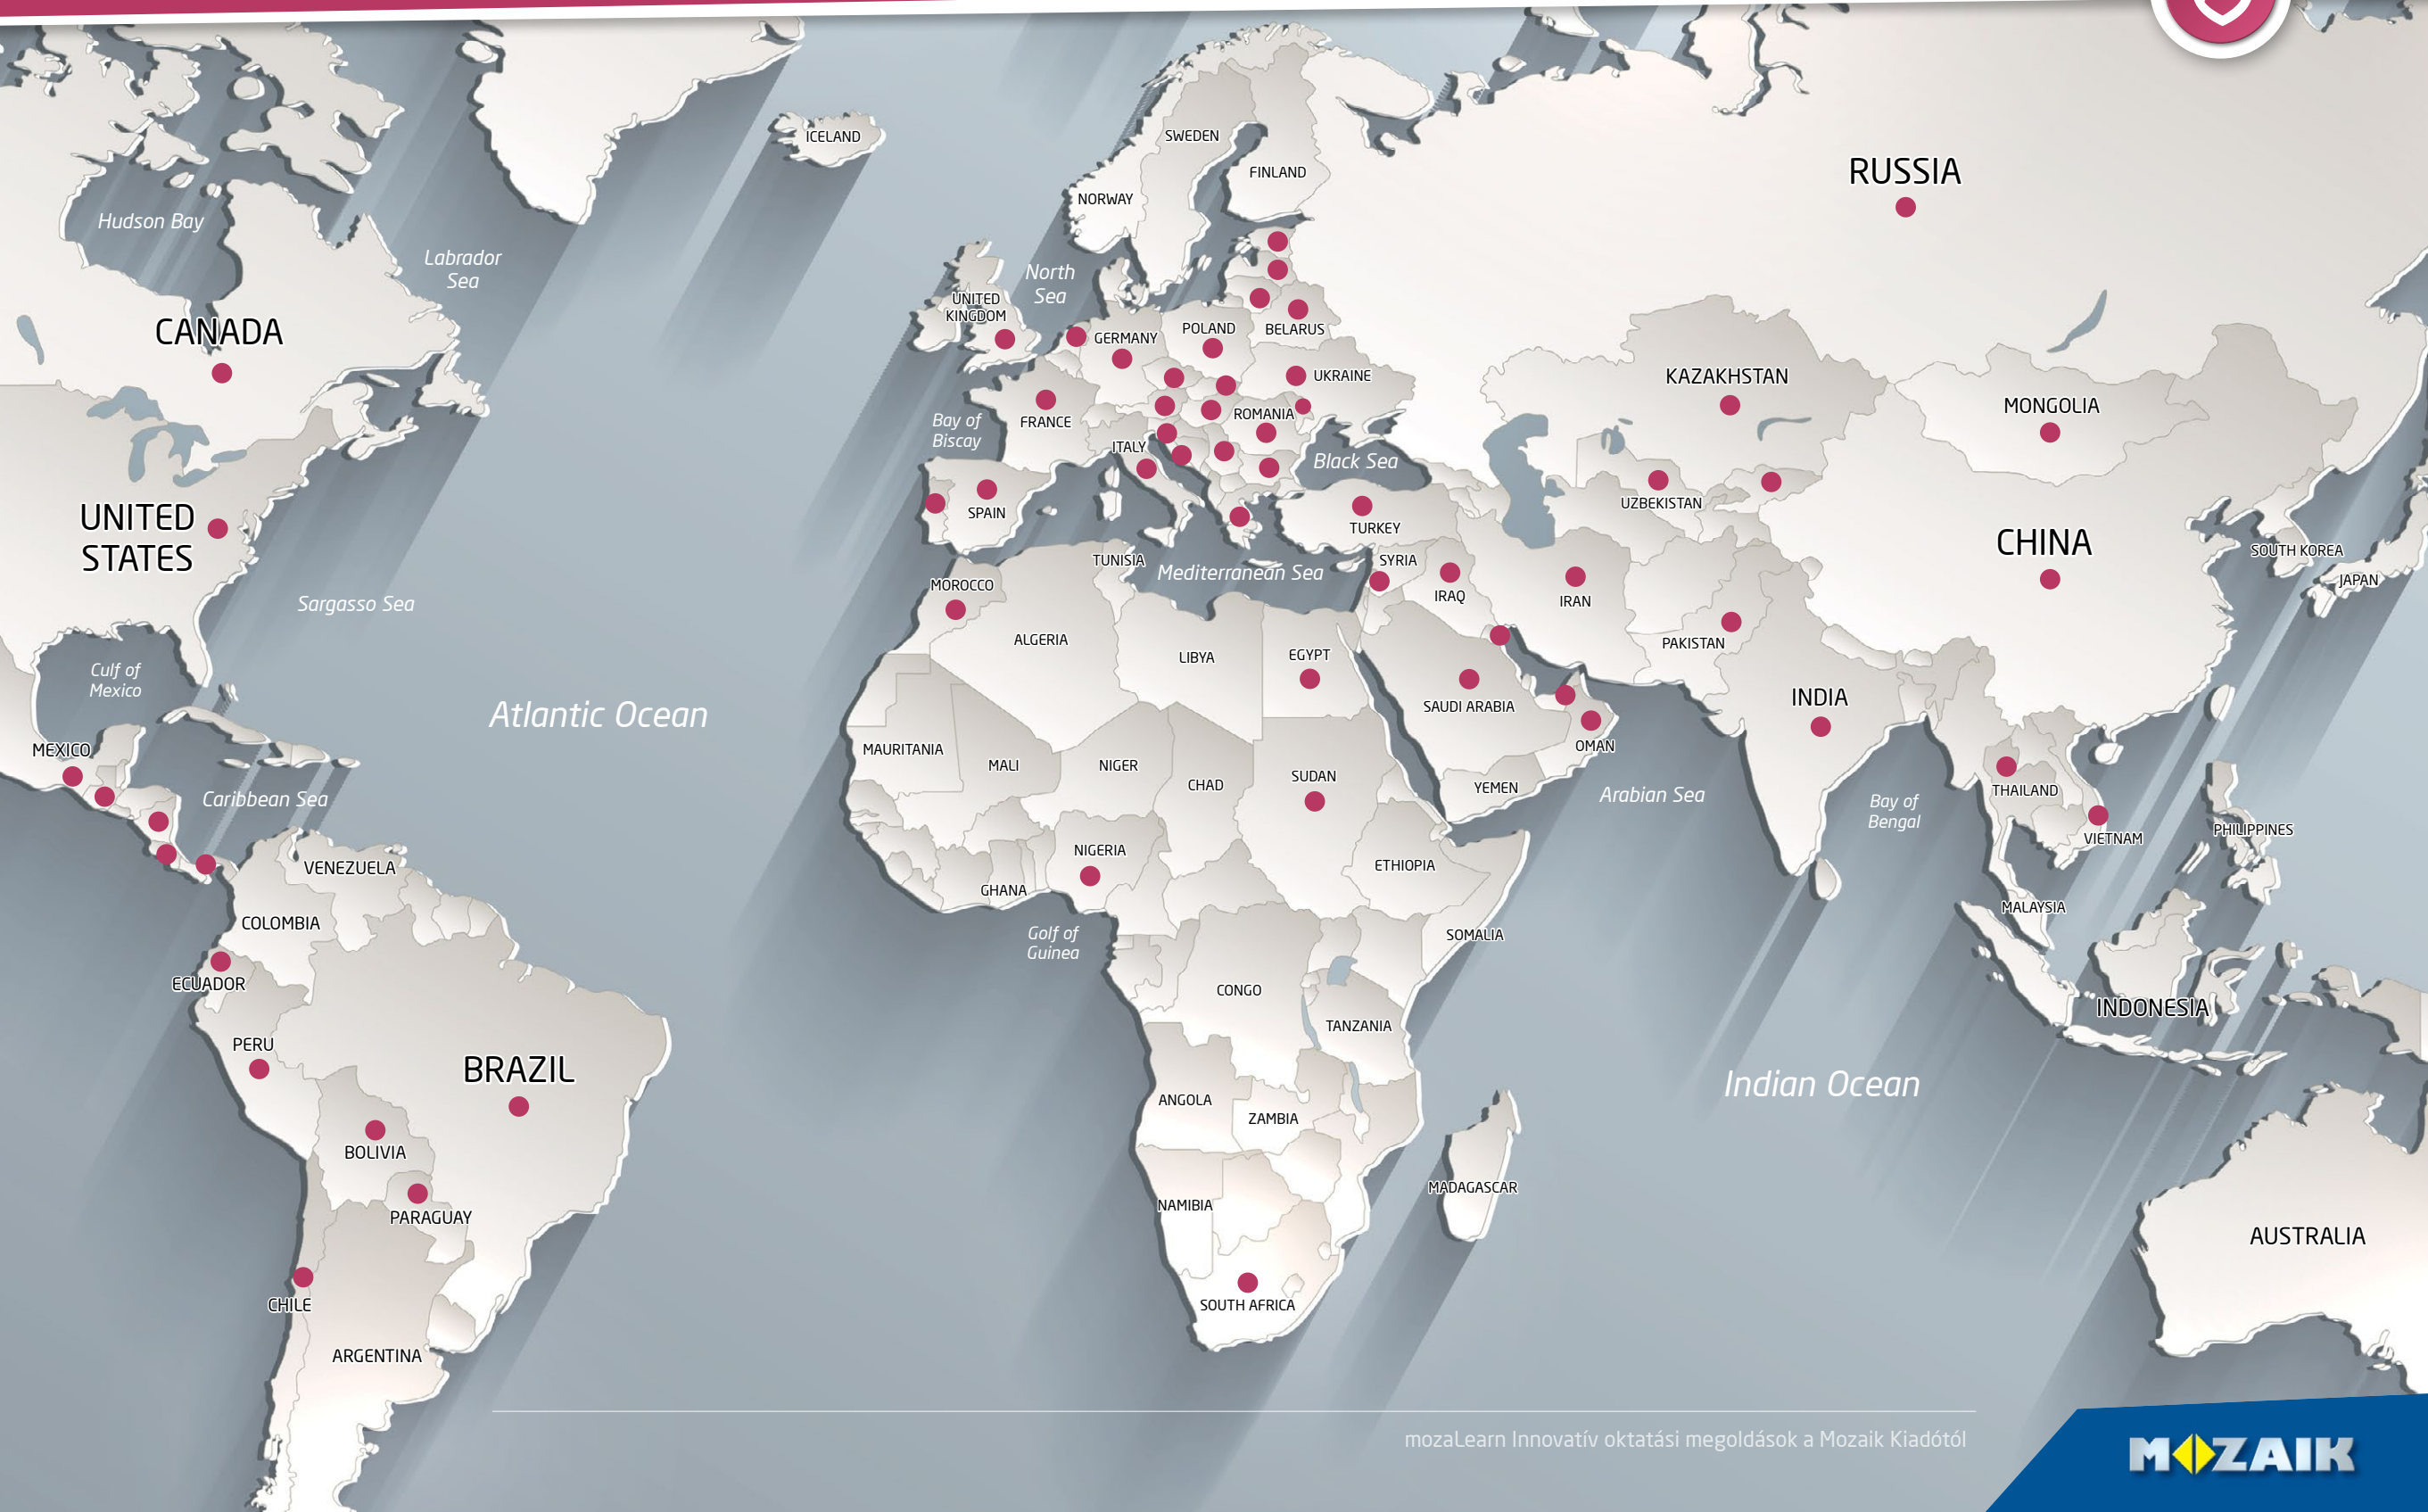 ICELAND
SWEDEN
FINLAND
NORWAY
RUSSIA
Hudson Bay
Labrador
Sea
North
Sea
UNITED
KINGDOM
CANADA
GERMANY
POLAND
BELARUS
UKRAINE
KAZAKHSTAN
MONGOLIA
FRANCE
ROMANIA
Bay of
Biscay
ITALY
Black Sea
UZBEKISTAN
SPAIN
TURKEY
UNITED
STATES
CHINA
SOUTH KOREA
JAPAN
TUNISIA
Mediterranean Sea
SYRIA
MOROCCO
IRAQ
IRAN
Sargasso Sea
ALGERIA
LIBYA
EGYPT
PAKISTAN
Culf of
Mexico
Atlantic Ocean
SAUDI ARABIA
INDIA
OMAN
MEXICO
MAURITANIA
MALI
NIGER
CHAD
SUDAN
YEMEN
Arabian Sea
Bay of
Bengal
THAILAND
VIETNAM
PHILIPPINES
Caribbean Sea
VENEZUELA
NIGERIA
GHANA
ETHIOPIA
COLOMBIA
Golf of
Guinea
SOMALIA
MALAYSIA
ECUADOR
CONGO
INDONESIA
TANZANIA
PERU
BRAZIL
Indian Ocean
ANGOLA
ZAMBIA
BOLIVIA
MADAGASCAR
NAMIBIA
PARAGUAY
AUSTRALIA
CHILE
SOUTH AFRICA
ARGENTINA
mozaLearn Innovatív oktatási megoldások a Mozaik Kiadótól
MOZAIK